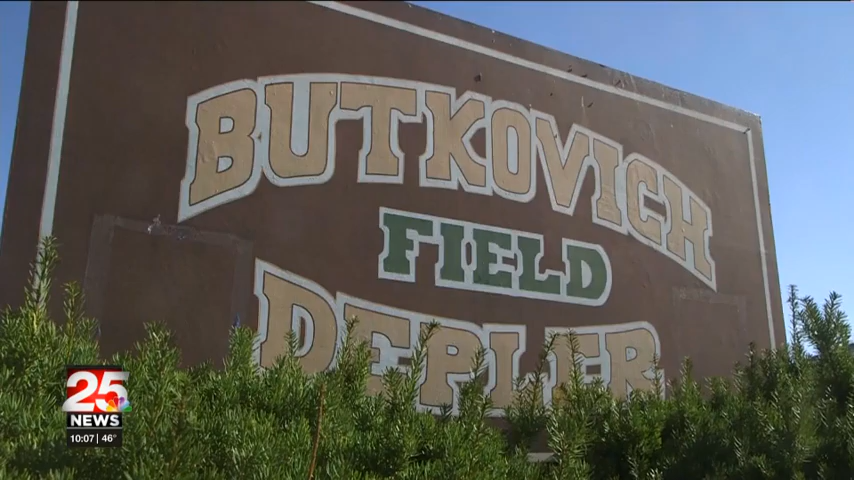 BUTKOVICH
FIELD
DEPLER
25
NEWS
10:07 | 46°